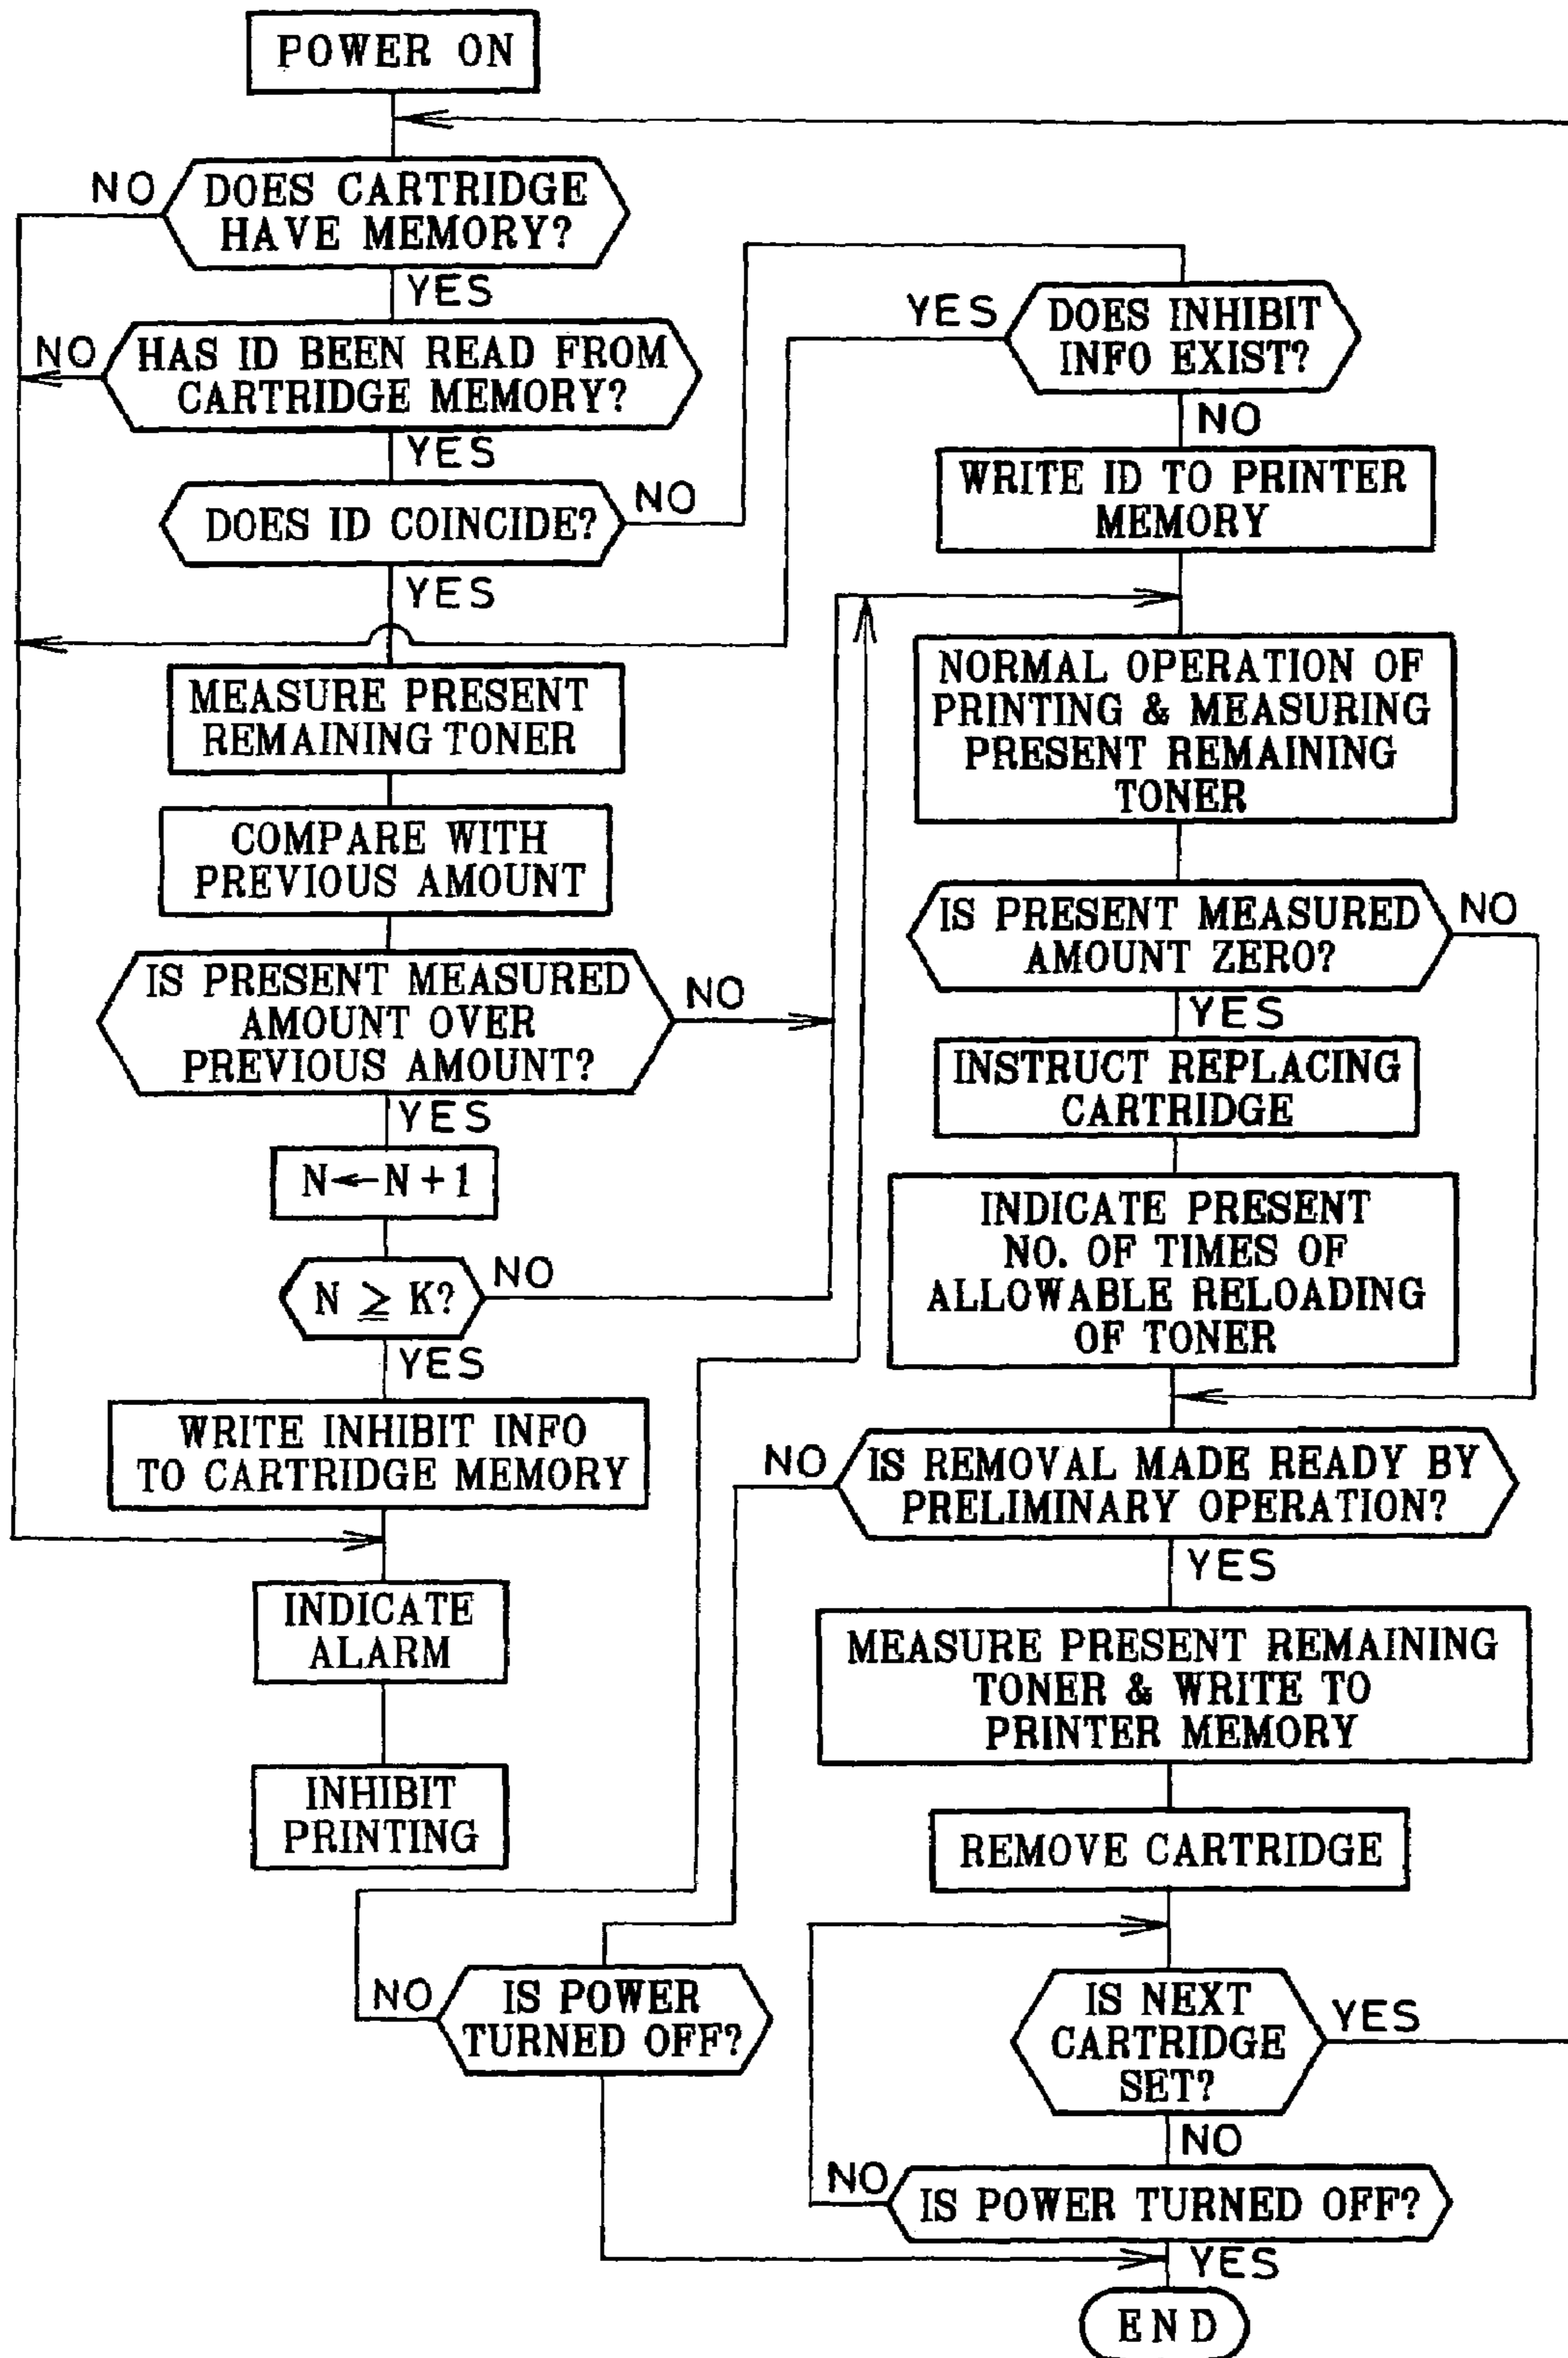 POWER ON
NO
DOES CARTRIDGE
HAVE MEMORY?
YES
NO
HAS ID BEEN READ FROM
CARTRIDGE MEMORY?
YES
DOES ID COINCIDE?
NO
YES
MEASURE PRESENT
REMAINING TONER
COMPARE WITH
PREVIOUS AMOUNT
IS PRESENT MEASURED
AMOUNT OVER
PREVIOUS AMOUNT?
NO
YES
N←N+1
N ≧ K?
NO
YES
WRITE INHIBIT INFO
TO CARTRIDGE MEMORY
INDICATE
ALARM
INHIBIT
PRINTING
NO
IS POWER
TURNED OFF?
YES
DOES INHIBIT
INFO EXIST?
NO
WRITE ID TO PRINTER
MEMORY
NORMAL OPERATION OF
PRINTING & MEASURING
PRESENT REMAINING
TONER
IS PRESENT MEASURED
AMOUNT ZERO?
NO
YES
INSTRUCT REPLACING
CARTRIDGE
INDICATE PRESENT
NO. OF TIMES OF
ALLOWABLE RELOADING
OF TONER
NO
IS REMOVAL MADE READY BY
PRELIMINARY OPERATION?
YES
MEASURE PRESENT REMAINING
TONER & WRITE TO
PRINTER MEMORY
REMOVE CARTRIDGE
IS NEXT
CARTRIDGE
SET?
YES
NO
NO
IS POWER TURNED OFF?
YES
END